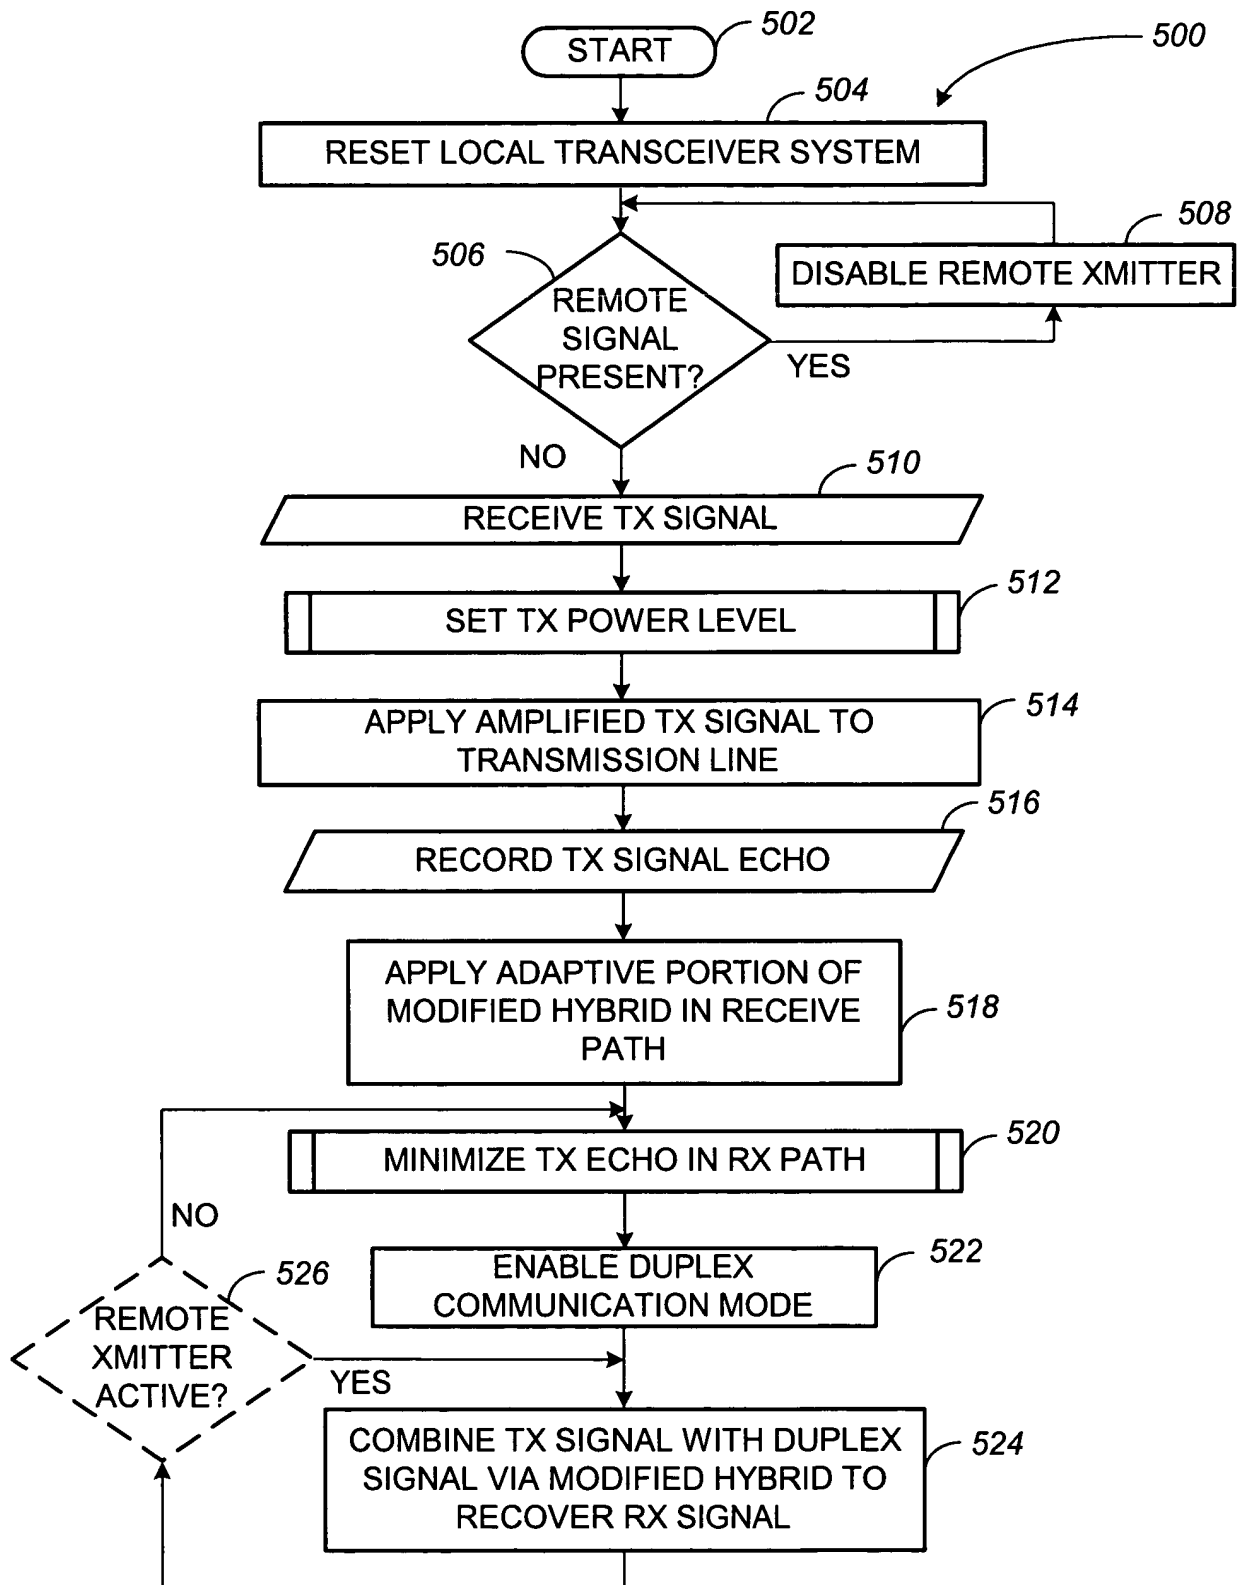 START
502
500
504
RESET LOCAL TRANSCEIVER SYSTEM
508
DISABLE REMOTE XMITTER
506
REMOTE
SIGNAL
PRESENT?
YES
NO
510
RECEIVE TX SIGNAL
512
SET TX POWER LEVEL
514
APPLY AMPLIFIED TX SIGNAL TO
TRANSMISSION LINE
516
RECORD TX SIGNAL ECHO
APPLY ADAPTIVE PORTION OF
MODIFIED HYBRID IN RECEIVE
PATH
518
520
MINIMIZE TX ECHO IN RX PATH
NO
522
ENABLE DUPLEX
COMMUNICATION MODE
526
REMOTE
XMITTER
ACTIVE?
YES
COMBINE TX SIGNAL WITH DUPLEX
SIGNAL VIA MODIFIED HYBRID TO
RECOVER RX SIGNAL
524